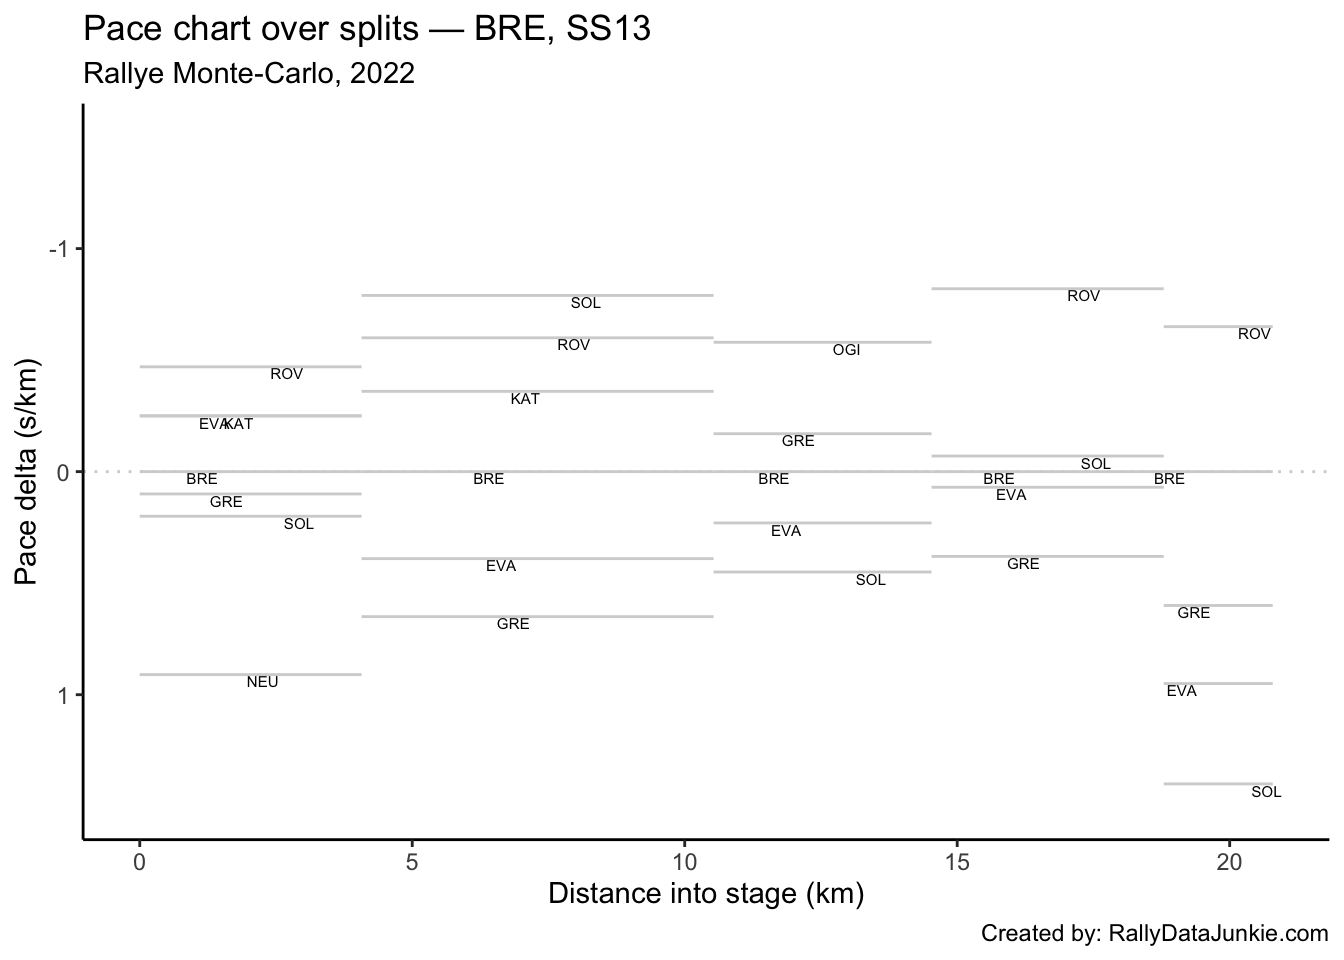 Pace chart over splits — BRE, SS13
Rallye Monte-Carlo, 2022
Pace delta (s/km)
-1
0
1
SOL
ROV
KAT
ROV
EVA
KAT
BRE
GRE
SOL
NEU
BRE
EVA
GRE
OGI
GRE
BRE
EVA
SOL
ROV
SOL
BRE
EVA
GRE
ROV
BRE
GRE
EVA
SOL
0
5
10
15
20
Distance into stage (km)
Created by: RallyDataJunkie.com